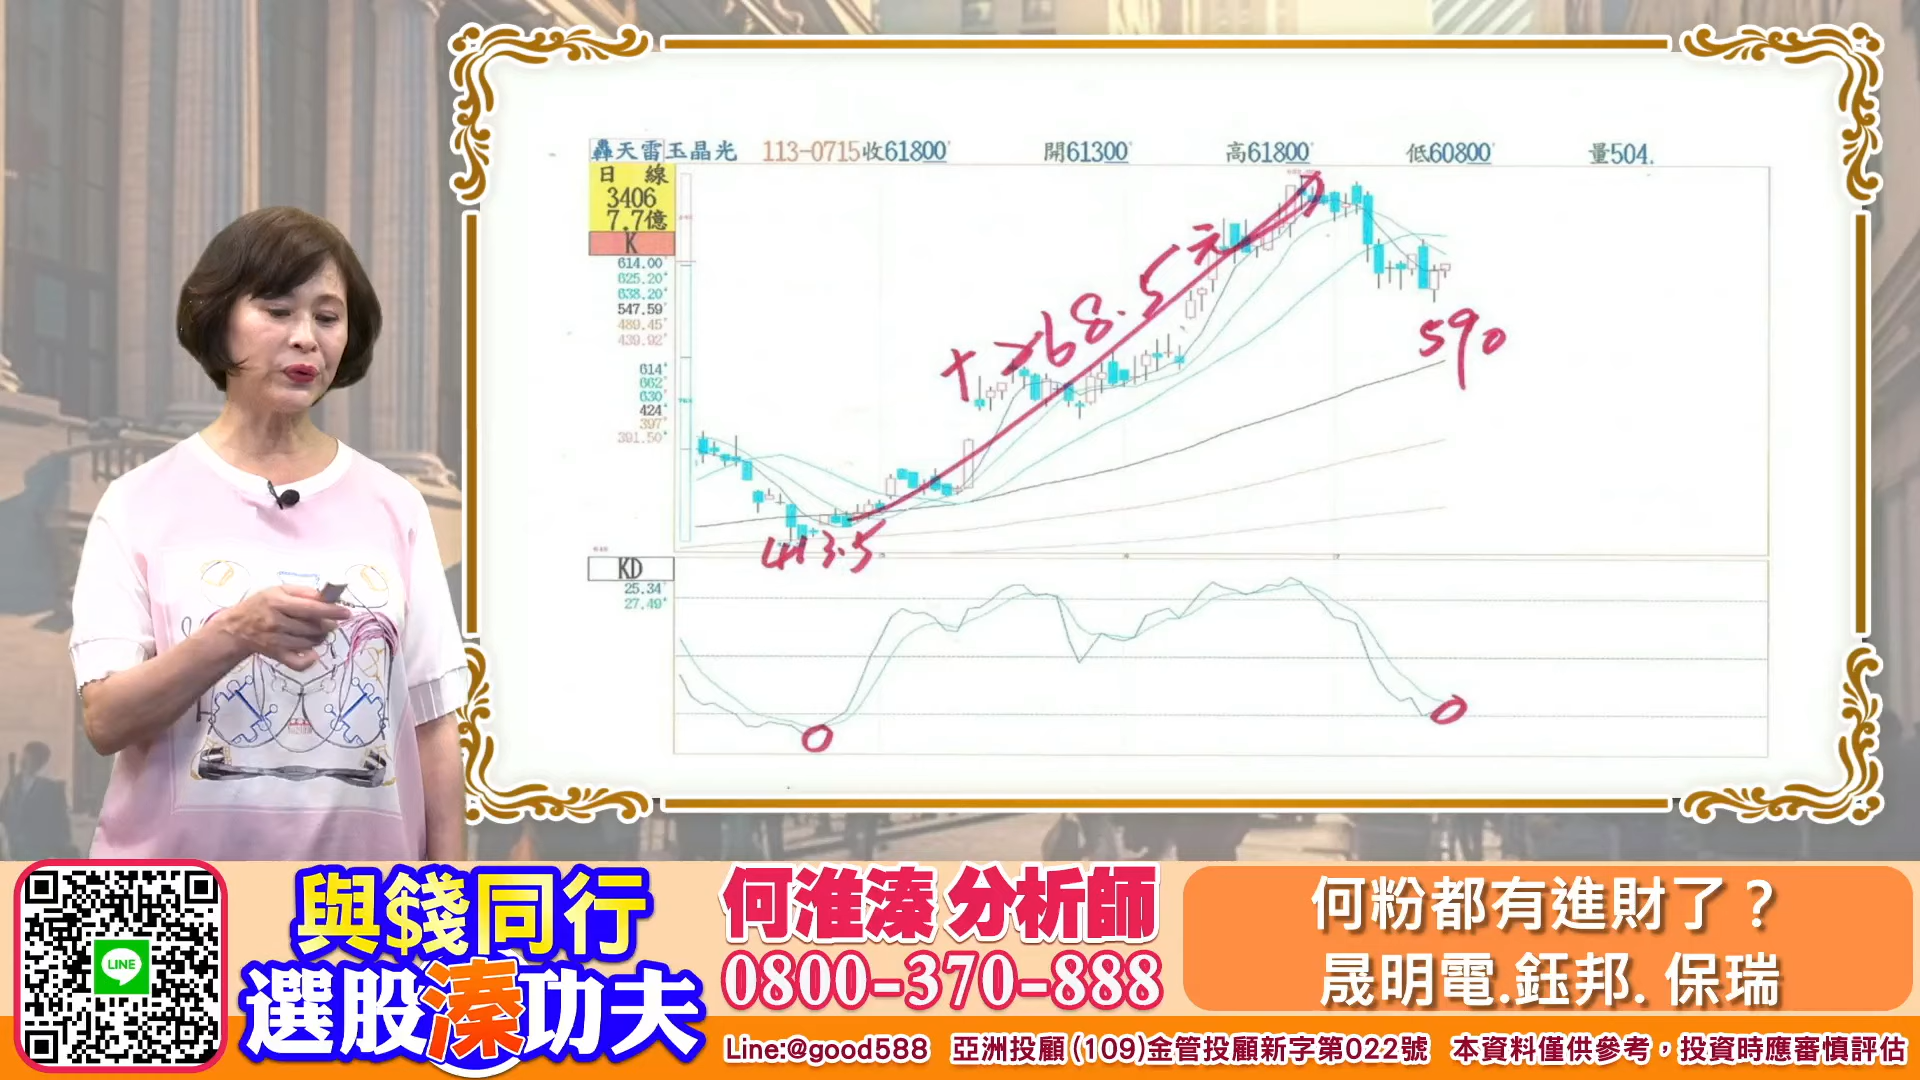 轟天雷玉晶光 113-0715收61800 開61300 高61800 低60800 量504.
日 線
3406
7.7億
K
614.00
625.20
638.20
547.59
489.45
439.92
614
662
630
424
397
391.50
+268.5元
590
413.5
KD
25.34
27.49
LINE
與錢同行
選股溱功夫
何淮溱 分析師
0800-370-888
何粉都有進財了？
晟明電.鈺邦. 保瑞
Line:@good588 亞洲投顧 (109)金管投顧新字第022號 本資料僅供參考，投資時應審慎評估